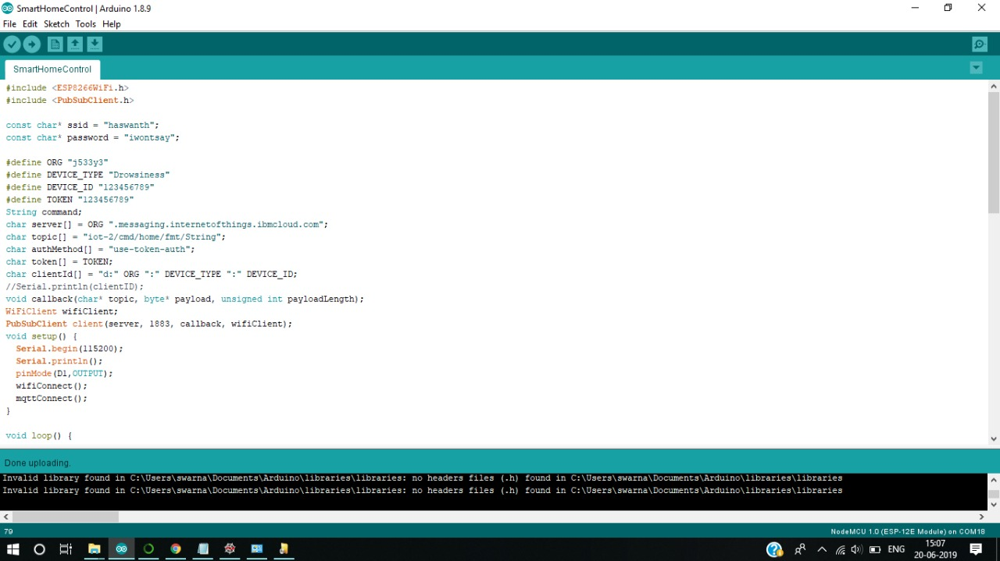 SmartHomeControl | Arduino 1.8.9
File Edit Sketch Tools Help
SmartHomeControl
#include <ESP8266WiFi.h>
#include <PubSubClient.h>
const char* ssid = "haswanth";
const char* password = "iwontsay";
#define ORG "j533y3"
#define DEVICE_TYPE "Drowsiness"
#define DEVICE_ID "123456789"
#define TOKEN "123456789"
String command;
char server[] = ORG ".messaging.internetofthings.ibmcloud.com";
char topic[] = "iot-2/cmd/home/fmt/String";
char authMethod[] = "use-token-auth";
char token[] = TOKEN;
char clientId[] = "d:" ORG ":" DEVICE_TYPE ":" DEVICE_ID;
//Serial.println(clientID);
void callback(char* topic, byte* payload, unsigned int payloadLength);
WiFiClient wifiClient;
PubSubClient client(server, 1883, callback, wifiClient);
void setup() {
  Serial.begin(115200);
  Serial.println();
  pinMode(D1,OUTPUT);
  wifiConnect();
  mqttConnect();
}
void loop() {
Done uploading.
Invalid library found in C:\Users\swarna\Documents\Arduino\libraries\libraries: no headers files (.h) found in C:\Users\swarna\Documents\Arduino\libraries\libraries
Invalid library found in C:\Users\swarna\Documents\Arduino\libraries\libraries: no headers files (.h) found in C:\Users\swarna\Documents\Arduino\libraries\libraries
79 NodeMCU 1.0 (ESP-12E Module) on COM18
ENG 15:07
20-06-2019